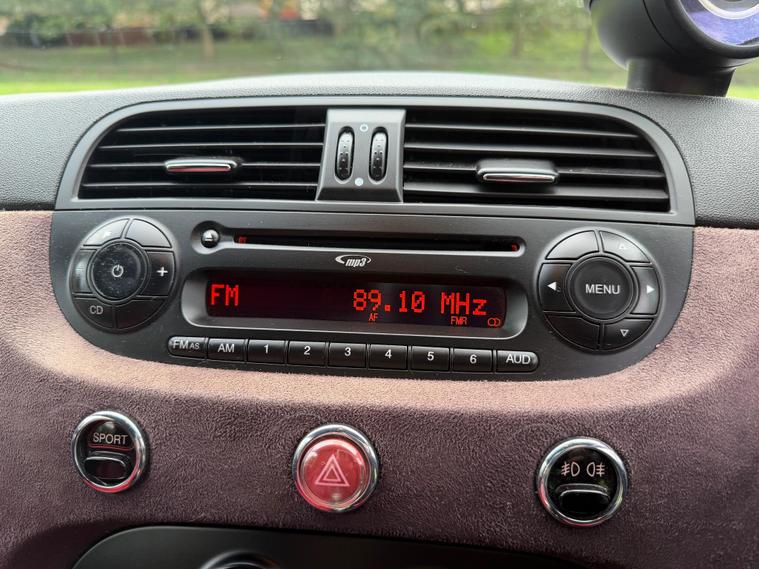 mp3
FM 89.10 MHz
AF FMR
+
CD
MENU
FM AS AM 1 2 3 4 5 6 AUD
SPORT